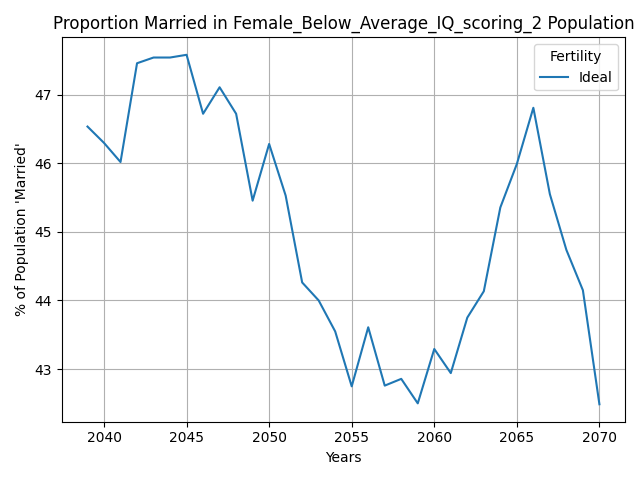 Proportion Married in Female_Below_Average_IQ_scoring_2 Population
Fertility
Ideal
47
46
45
44
43
% of Population 'Married'
2040 2045 2050 2055 2060 2065 2070
Years